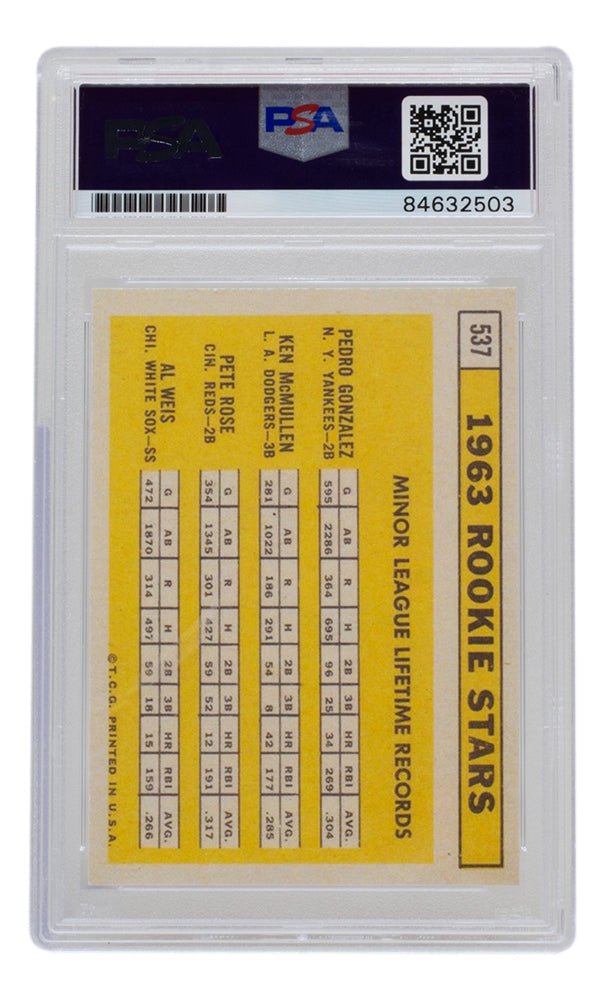 PSA
PSA
84632503
537
1963 ROOKIE STARS
MINOR LEAGUE LIFETIME RECORDS
PEDRO GONZALEZ
N. Y. YANKEES—2B
G AB R H 2B 3B HR RBI AVG.
595 2286 364 695 96 25 34 269 .304
KEN McMULLEN
L. A. DODGERS—3B
G AB R H 2B 3B HR RBI AVG.
281 1022 186 291 54 8 42 177 .285
PETE ROSE
CIN. REDS—2B
G AB R H 2B 3B HR RBI AVG.
354 1345 301 427 59 52 12 191 .317
AL WEIS
CHI. WHITE SOX—SS
G AB R H 2B 3B HR RBI AVG.
472 1870 314 497 59 18 15 159 .266
©T.C.G. PRINTED IN U.S.A.